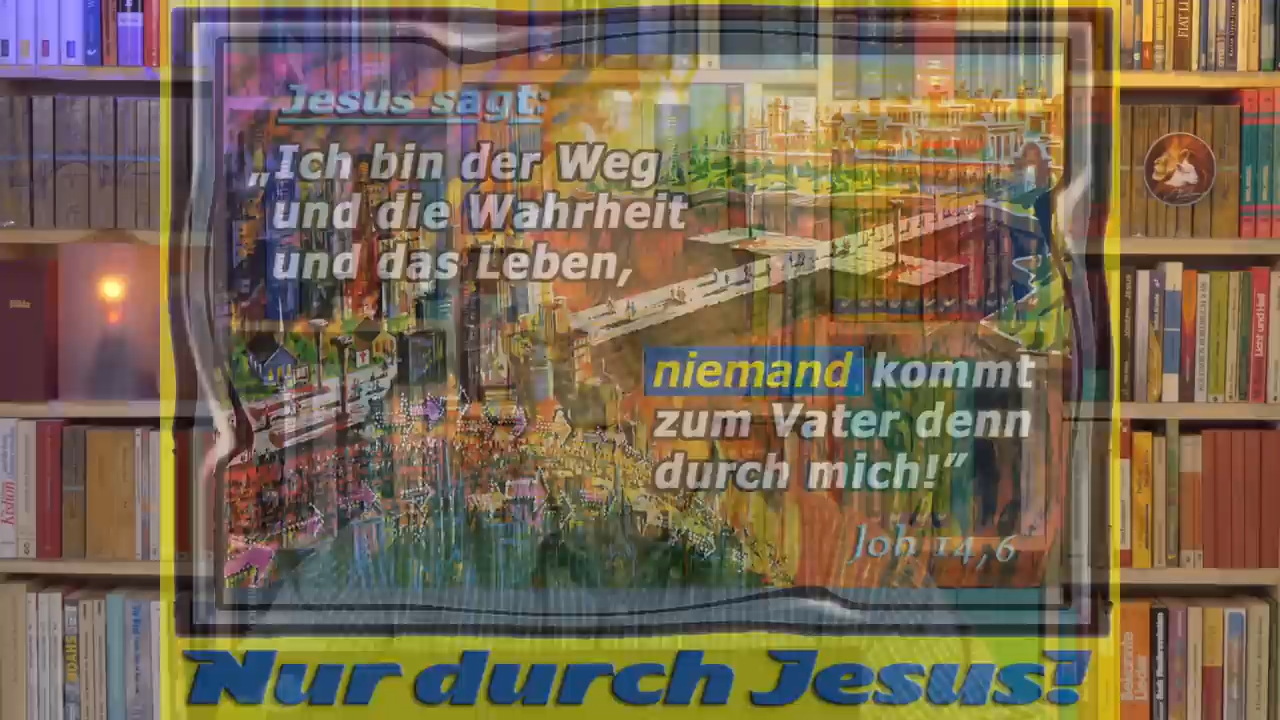 Jesus sagt:
„Ich bin der Weg
und die Wahrheit
und das Leben,
niemand kommt
zum Vater denn
durch mich!”
Joh 14,6
Nur durch Jesus!